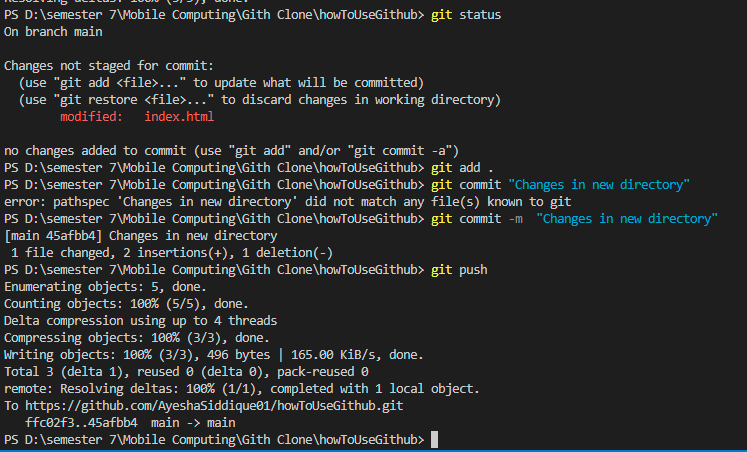 Resolving deltas: 100% (5/5), done.
PS D:\semester 7\Mobile Computing\Gith Clone\howToUseGithub> git status
On branch main

Changes not staged for commit:
  (use "git add <file>..." to update what will be committed)
  (use "git restore <file>..." to discard changes in working directory)
        modified:   index.html

no changes added to commit (use "git add" and/or "git commit -a")
PS D:\semester 7\Mobile Computing\Gith Clone\howToUseGithub> git add .
PS D:\semester 7\Mobile Computing\Gith Clone\howToUseGithub> git commit "Changes in new directory"
error: pathspec 'Changes in new directory' did not match any file(s) known to git
PS D:\semester 7\Mobile Computing\Gith Clone\howToUseGithub> git commit -m  "Changes in new directory"
[main 45afbb4] Changes in new directory
 1 file changed, 2 insertions(+), 1 deletion(-)
PS D:\semester 7\Mobile Computing\Gith Clone\howToUseGithub> git push
Enumerating objects: 5, done.
Counting objects: 100% (5/5), done.
Delta compression using up to 4 threads
Compressing objects: 100% (3/3), done.
Writing objects: 100% (3/3), 496 bytes | 165.00 KiB/s, done.
Total 3 (delta 1), reused 0 (delta 0), pack-reused 0
remote: Resolving deltas: 100% (1/1), completed with 1 local object.
To https://github.com/AyeshaSiddique01/howToUseGithub.git
   ffc02f3..45afbb4  main -> main
PS D:\semester 7\Mobile Computing\Gith Clone\howToUseGithub>